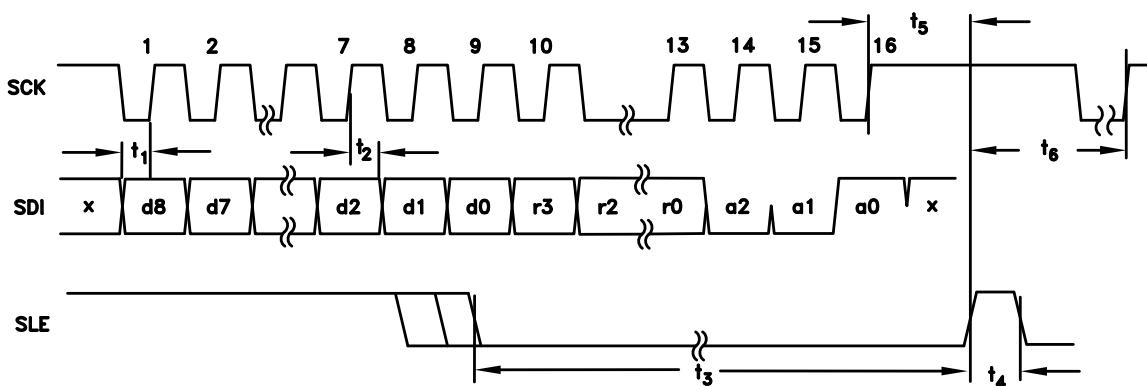 t5
1 2 7 8 9 10 13 14 15 16
SCK
t1 t2 t6
SDI x d8 d7 d2 d1 d0 r3 r2 r0 a2 a1 a0 x
SLE
t3 t4